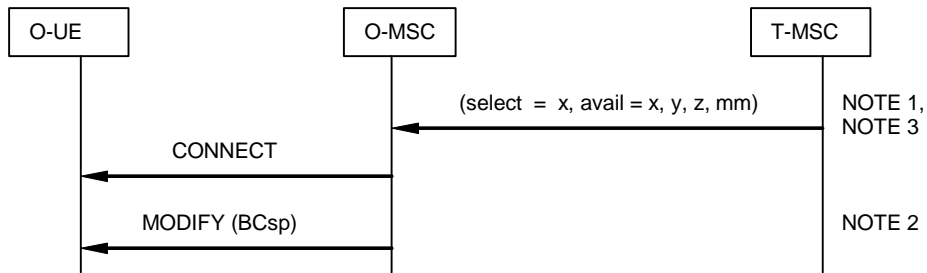 O-UE
O-MSC
T-MSC
(select = x, avail = x, y, z, mm)
NOTE 1,
NOTE 3
CONNECT
MODIFY (BCsp)
NOTE 2